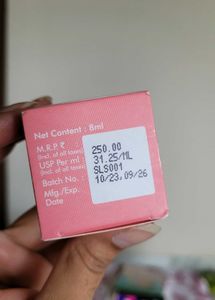 Net Content : 8ml
M.R.P ₹ : 250.00
(Incl. of all taxes)
USP Per ml : 31.25/ML
(Incl. of all taxes)
Batch No. : SLS001
Mfg./Exp. 10/23,09/26
Date